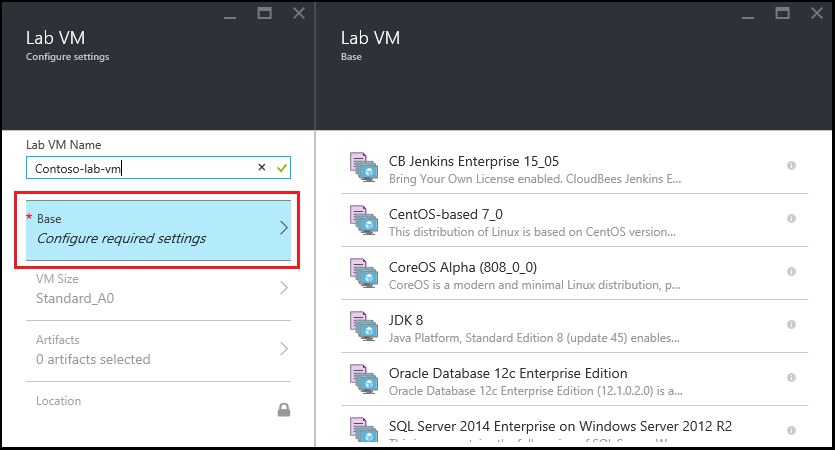 Lab VM
Configure settings
Lab VM Name
Contoso-lab-vm
* Base
Configure required settings
VM Size
Standard_A0
Artifacts
0 artifacts selected
Location
Lab VM
Base
CB Jenkins Enterprise 15_05
Bring Your Own License enabled. CloudBees Jenkins E...
CentOS-based 7_0
This distribution of Linux is based on CentOS version...
CoreOS Alpha (808_0_0)
CoreOS is a modern and minimal Linux distribution, p...
JDK 8
Java Platform, Standard Edition 8 (update 45) enables...
Oracle Database 12c Enterprise Edition
Oracle Database 12c Enterprise Edition (12.1.0.2.0) is a...
SQL Server 2014 Enterprise on Windows Server 2012 R2